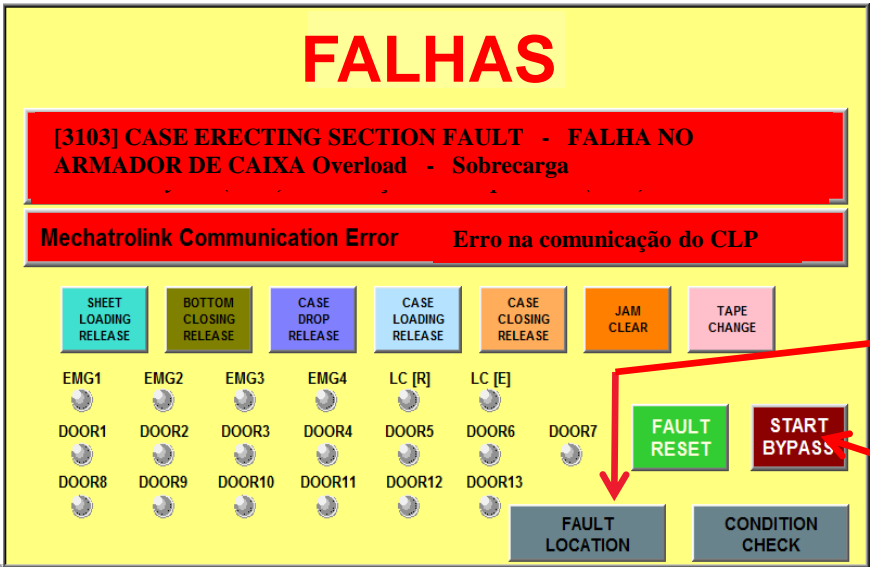 FALHAS
[3103] CASE ERECTING SECTION FAULT - FALHA NO
ARMADOR DE CAIXA Overload - Sobrecarga
Mechatrolink Communication Error Erro na comunicação do CLP
SHEET
LOADING
RELEASE
BOTTOM
CLOSING
RELEASE
CASE
DROP
RELEASE
CASE
LOADING
RELEASE
CASE
CLOSING
RELEASE
JAM
CLEAR
TAPE
CHANGE
EMG1 EMG2 EMG3 EMG4 LC [R] LC [E]
DOOR1 DOOR2 DOOR3 DOOR4 DOOR5 DOOR6 DOOR7
DOOR8 DOOR9 DOOR10 DOOR11 DOOR12 DOOR13
FAULT
RESET
START
BYPASS
FAULT
LOCATION
CONDITION
CHECK